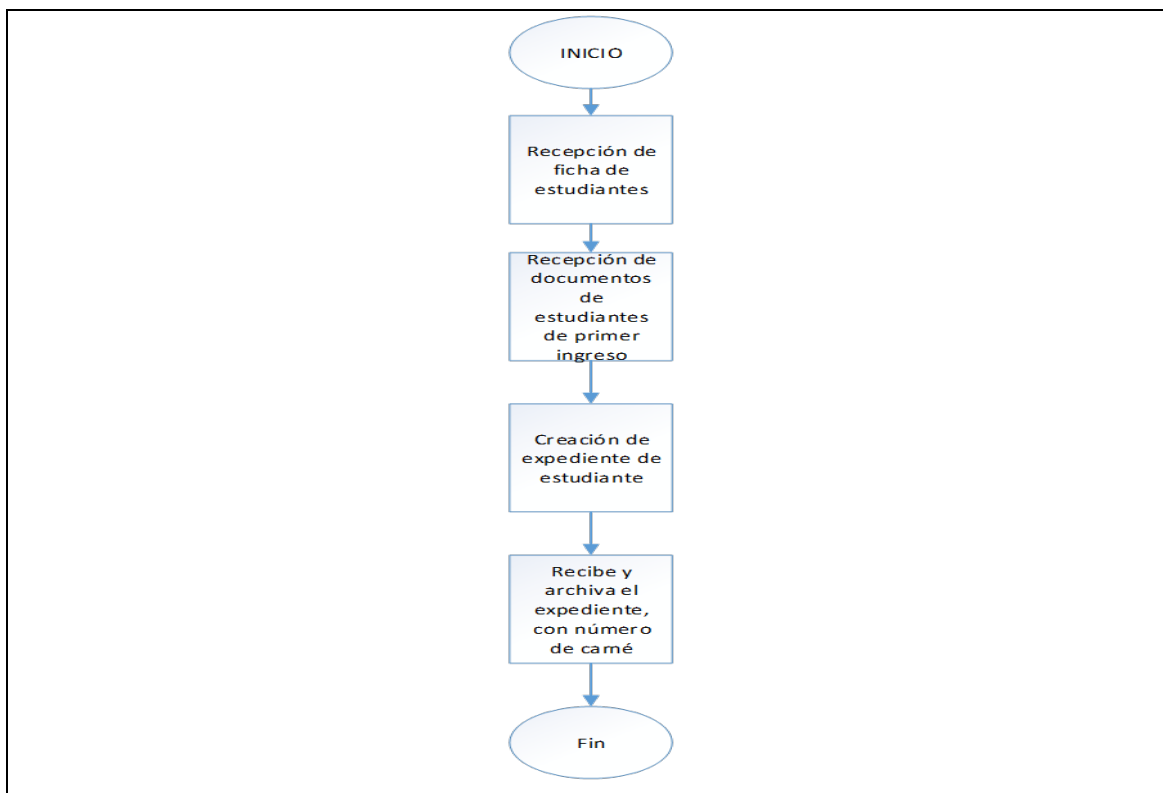 INICIO
Recepción de
ficha de
estudiantes
Recepción de
documentos
de
estudiantes
de primer
ingreso
Creación de
expediente de
estudiante
Recibe y
archiva el
expediente,
con número
de carné
Fin